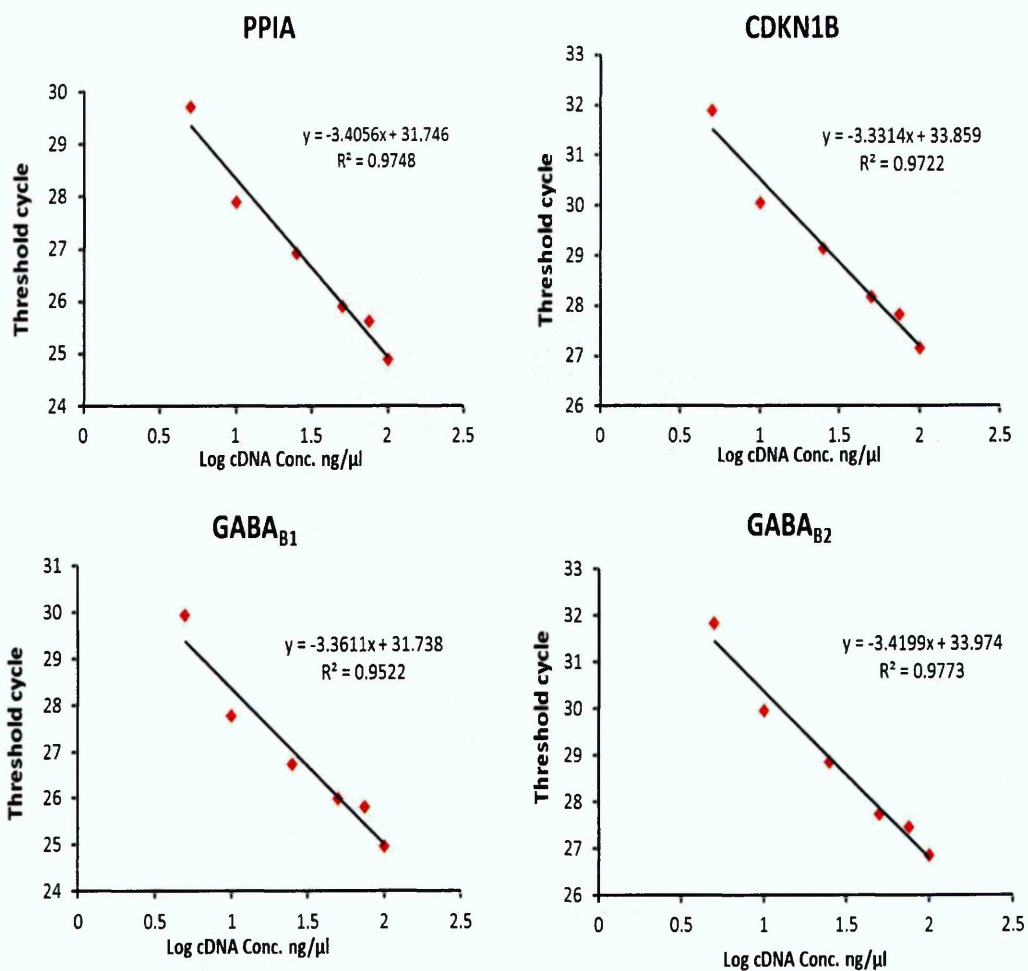 PPIA
30
29
28
27
26
25
24
Threshold cycle
y = -3.4056x + 31.746
R² = 0.9748
0 0.5 1 1.5 2 2.5
Log cDNA Conc. ng/µl
CDKN1B
33
32
31
30
29
28
27
26
Threshold cycle
y = -3.3314x + 33.859
R² = 0.9722
0 0.5 1 1.5 2 2.5
Log cDNA Conc. ng/µl
GABA_B1
31
30
29
28
27
26
25
24
Threshold cycle
y = -3.3611x + 31.738
R² = 0.9522
0 0.5 1 1.5 2 2.5
Log cDNA Conc. ng/µl
GABA_B2
33
32
31
30
29
28
27
26
Threshold cycle
y = -3.4199x + 33.974
R² = 0.9773
0 0.5 1 1.5 2 2.5
Log cDNA Conc. ng/µl